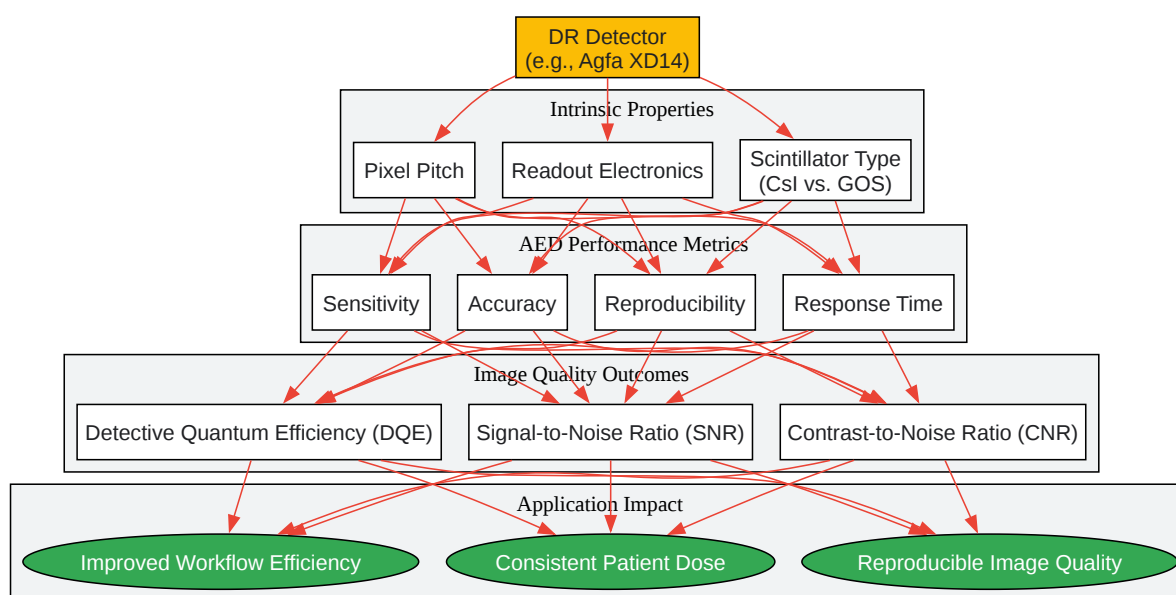 DR Detector
(e.g., Agfa XD14)
Intrinsic Properties
Pixel Pitch
Readout Electronics
Scintillator Type
(CsI vs. GOS)
AED Performance Metrics
Sensitivity
Accuracy
Reproducibility
Response Time
Image Quality Outcomes
Detective Quantum Efficiency (DQE)
Signal-to-Noise Ratio (SNR)
Contrast-to-Noise Ratio (CNR)
Application Impact
Improved Workflow Efficiency
Consistent Patient Dose
Reproducible Image Quality